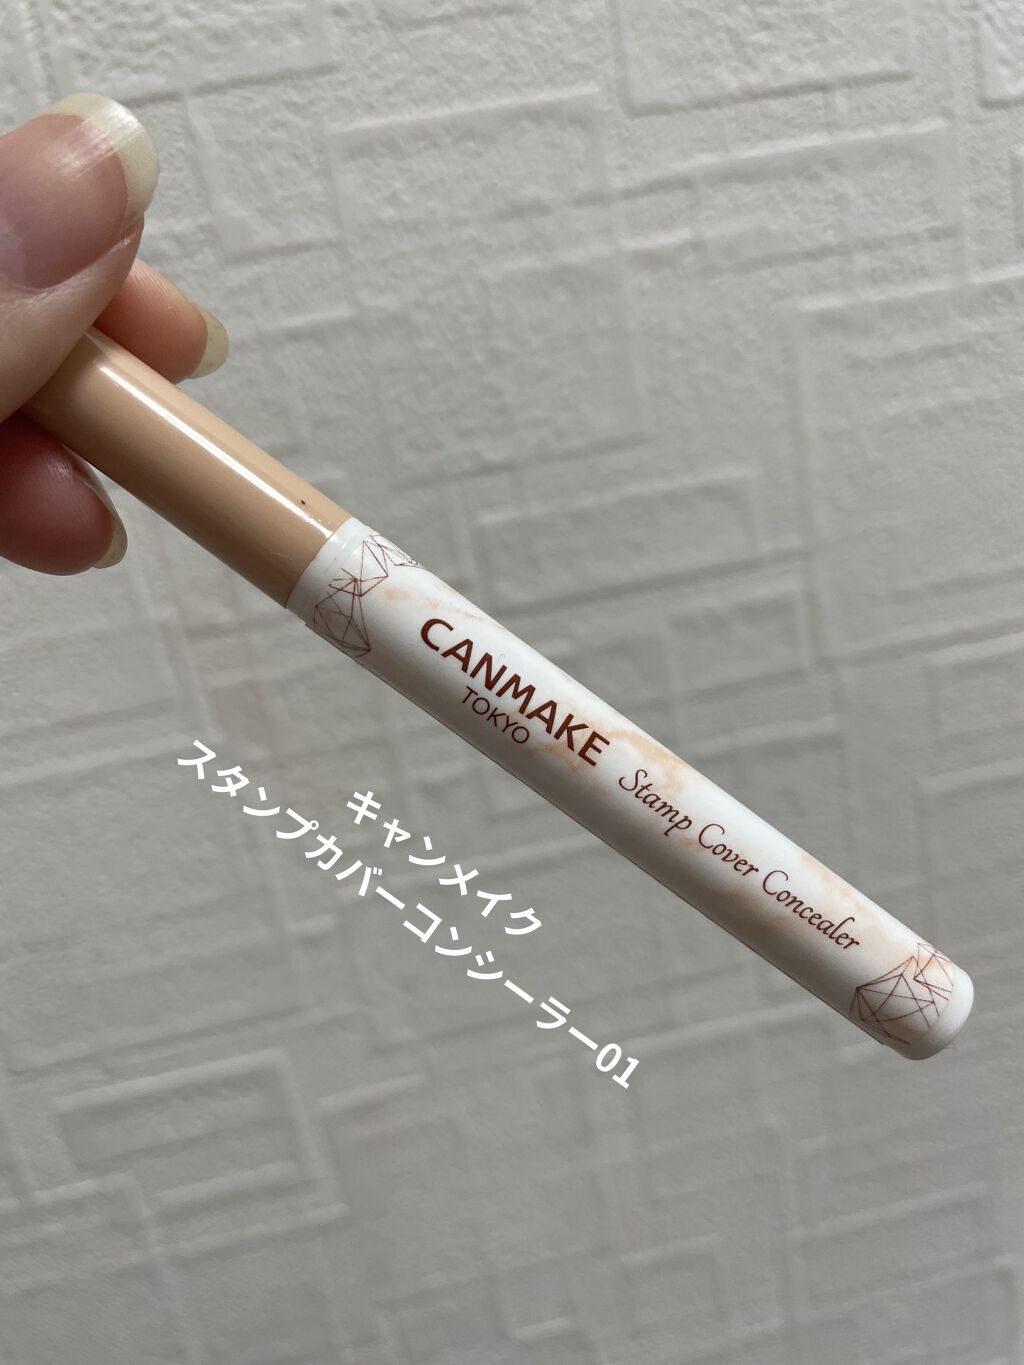 CANMAKE
TOKYO
Stamp Cover Concealer
キャンメイク
スタンプカバーコンシーラー01